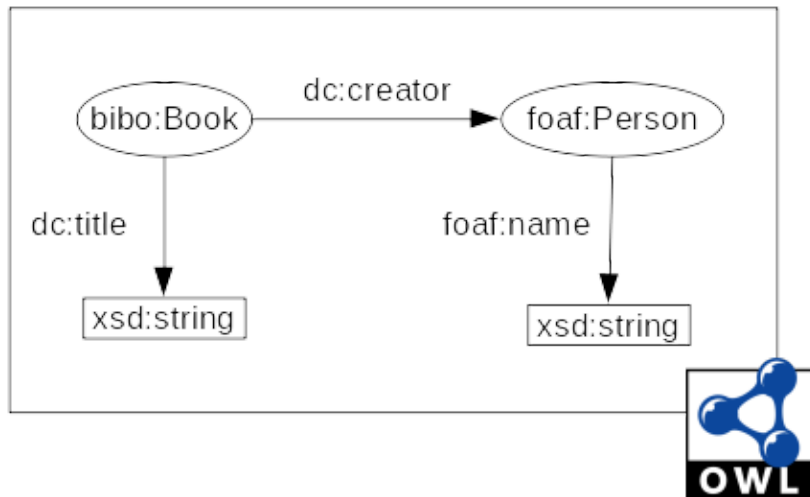 dc:creator
bibo:Book
foaf:Person
dc:title
foaf:name
xsd:string
xsd:string
OWL